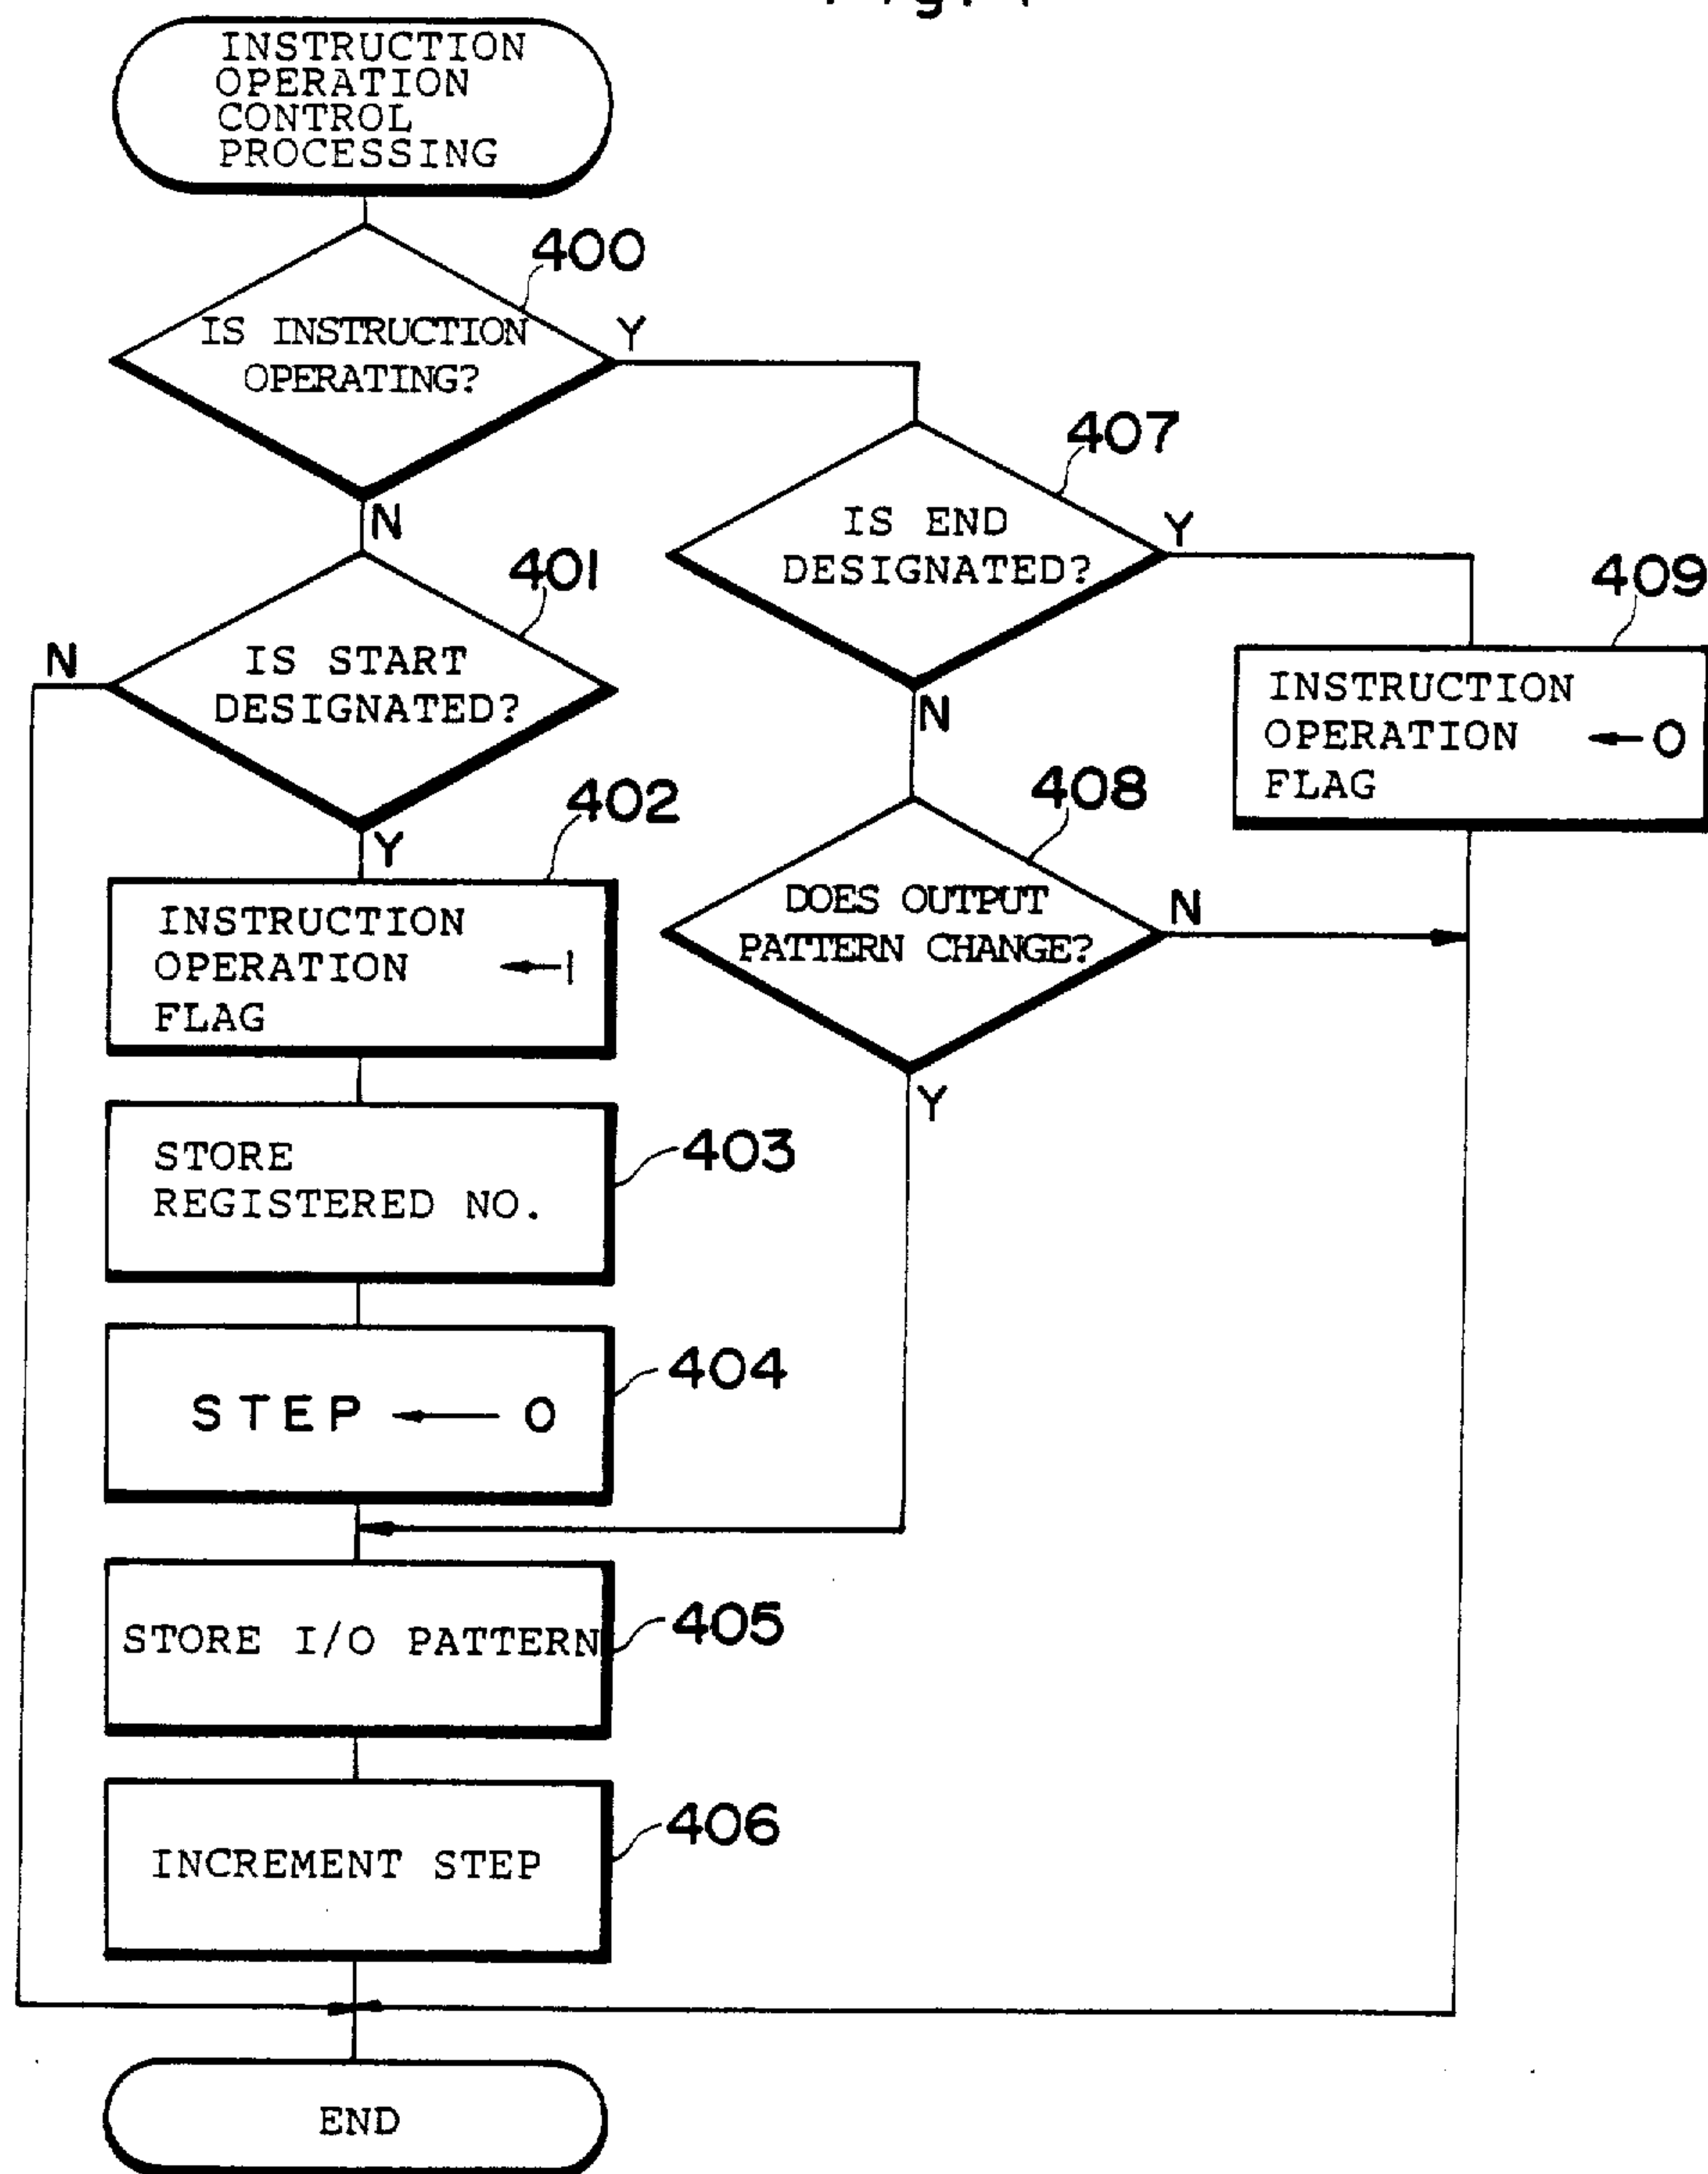 INSTRUCTION
OPERATION
CONTROL
PROCESSING
400
IS INSTRUCTION
OPERATING?
Y
N
407
IS END
DESIGNATED?
Y
N
401
IS START
DESIGNATED?
N
Y
409
INSTRUCTION
OPERATION ← 0
FLAG
402
INSTRUCTION
OPERATION ← 1
FLAG
408
DOES OUTPUT
PATTERN CHANGE?
N
Y
403
STORE
REGISTERED NO.
404
STEP ← 0
405
STORE I/O PATTERN
406
INCREMENT STEP
END